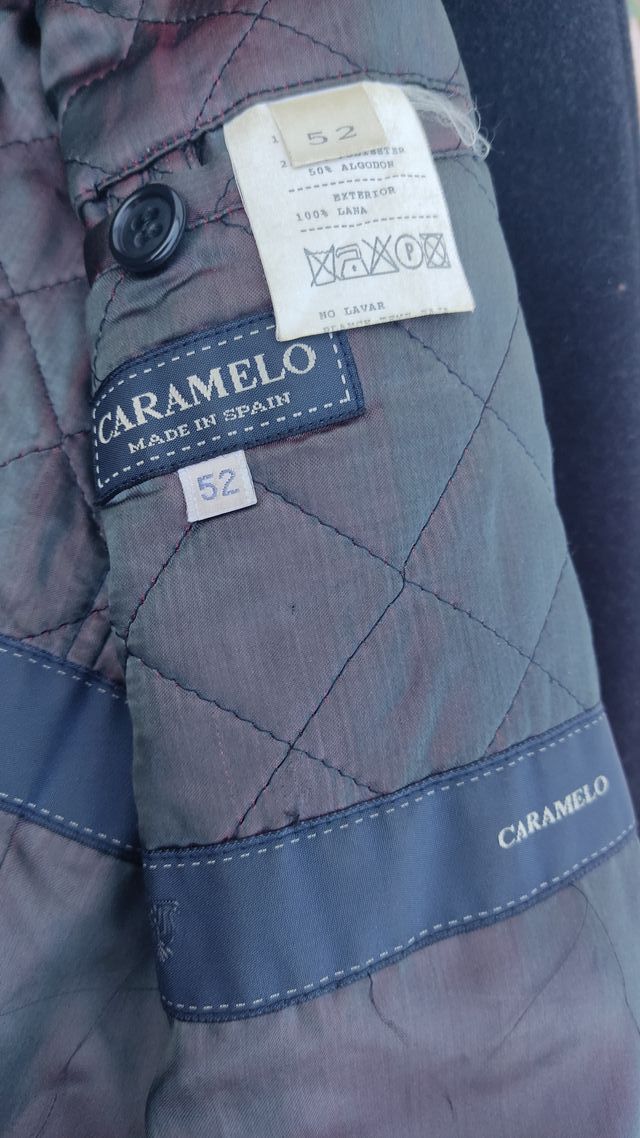 52
50% ALGODON
EXTERIOR
100% LANA
P
NO LAVAR
CARAMELO
MADE IN SPAIN
52
CARAMELO